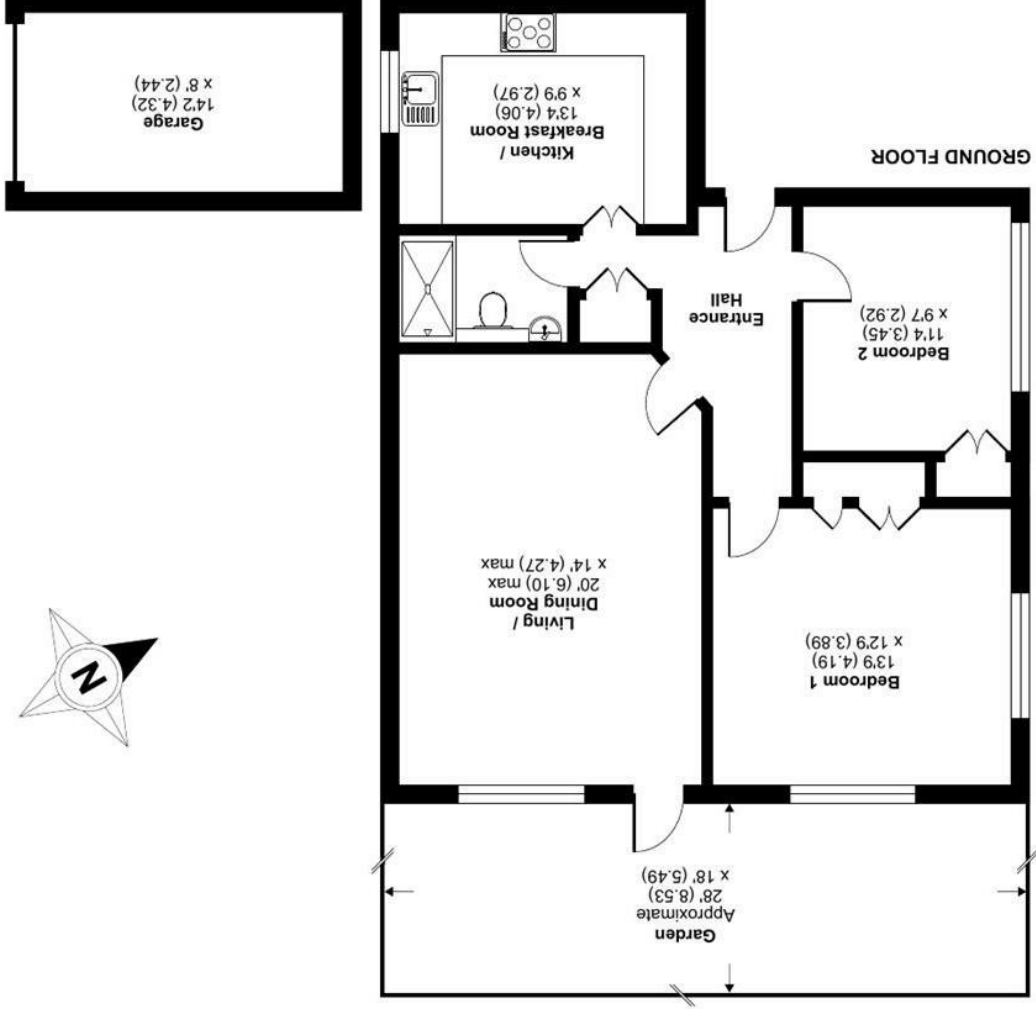 Garden
Approximate
28' (8.53)
x 18' (5.49)
Bedroom 1
13'9 (4.19)
x 12'9 (3.89)
N
Living /
Dining Room
20' (6.10) max
x 14' (4.27) max
Bedroom 2
11'4 (3.45)
x 9'7 (2.92)
Entrance
Hall
GROUND FLOOR
Kitchen /
Breakfast Room
13'4 (4.06)
x 9'9 (2.97)
Garage
14'2 (4.32)
x 8' (2.44)